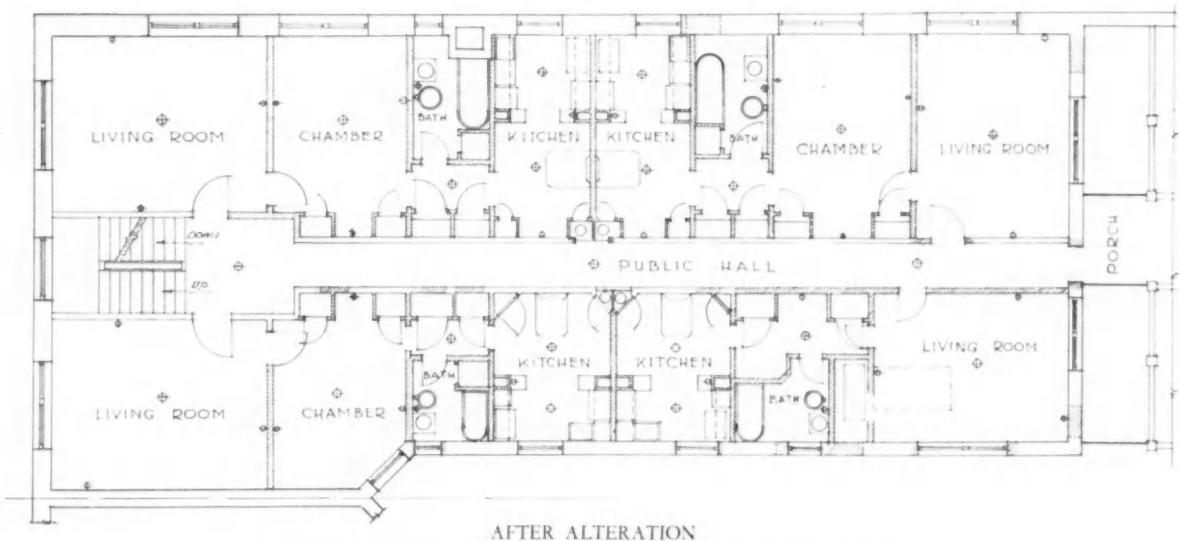 LIVING ROOM
CHAMBER
BATH
KITCHEN
KITCHEN
BATH
CHAMBER
LIVING ROOM
DOWN
UP
PUBLIC HALL
PORCH
LIVING ROOM
CHAMBER
BATH
KITCHEN
KITCHEN
BATH
LIVING ROOM
AFTER ALTERATION